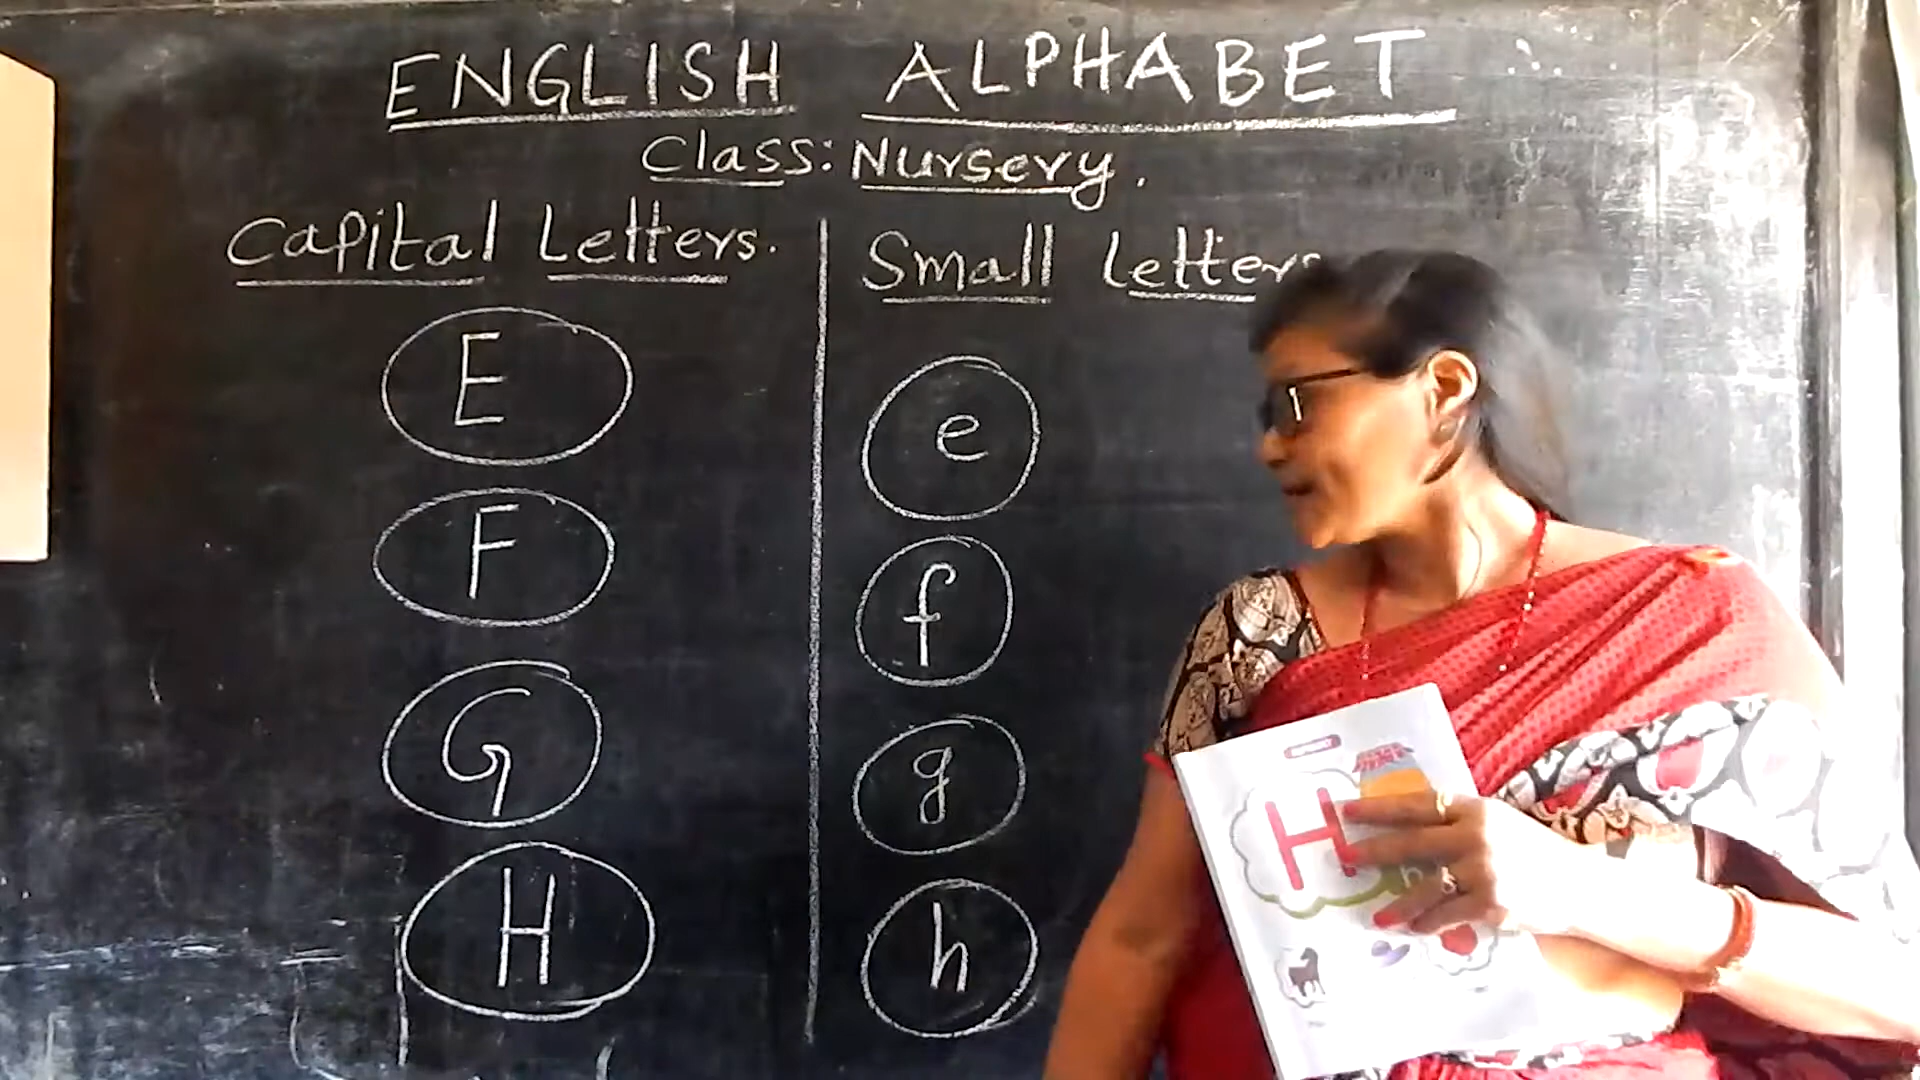 ENGLISH ALPHABET
Class: Nursery.
Capital Letters.
Small Letters
E
e
F
f
G
g
H
h
H
h